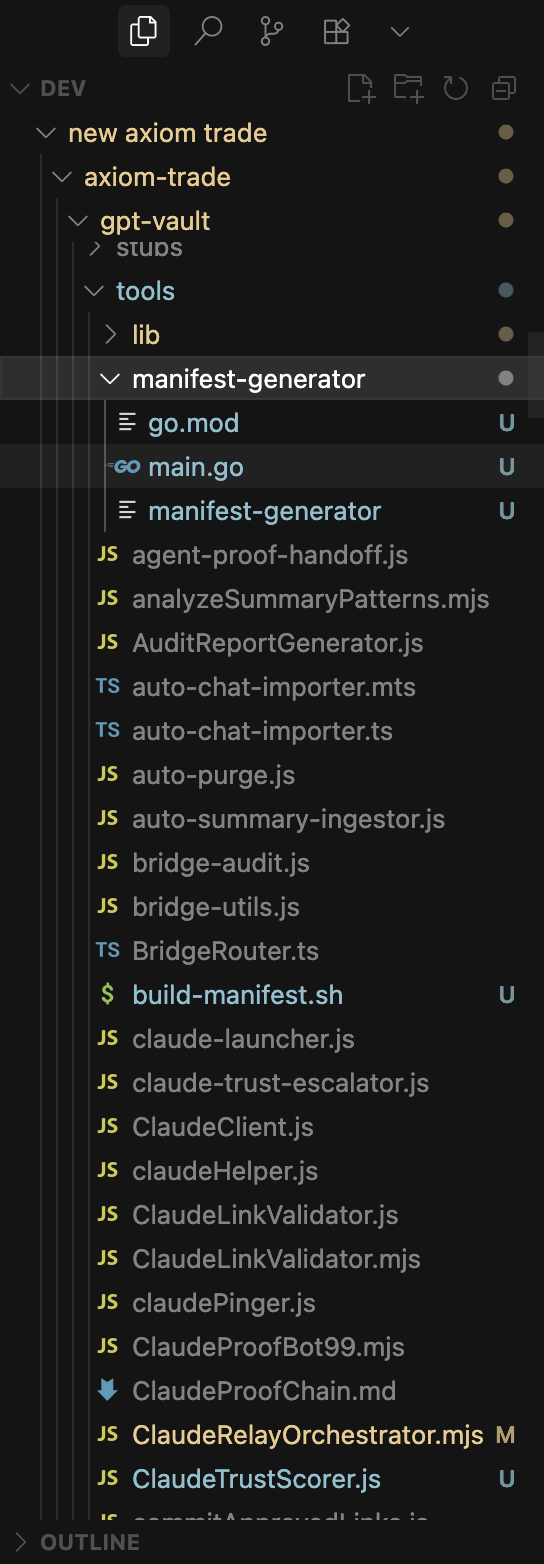 DEV
new axiom trade
axiom-trade
gpt-vault
stubs
tools
lib
manifest-generator
go.mod U
GO main.go U
manifest-generator U
JS agent-proof-handoff.js
JS analyzeSummaryPatterns.mjs
JS AuditReportGenerator.js
TS auto-chat-importer.mts
TS auto-chat-importer.ts
JS auto-purge.js
JS auto-summary-ingestor.js
JS bridge-audit.js
JS bridge-utils.js
TS BridgeRouter.ts
$ build-manifest.sh U
JS claude-launcher.js
JS claude-trust-escalator.js
JS ClaudeClient.js
JS claudeHelper.js
JS ClaudeLinkValidator.js
JS ClaudeLinkValidator.mjs
JS claudePinger.js
JS ClaudeProofBot99.mjs
ClaudeProofChain.md
JS ClaudeRelayOrchestrator.mjs M
JS ClaudeTrustScorer.js U
JS commitApprovedLinks.js
OUTLINE